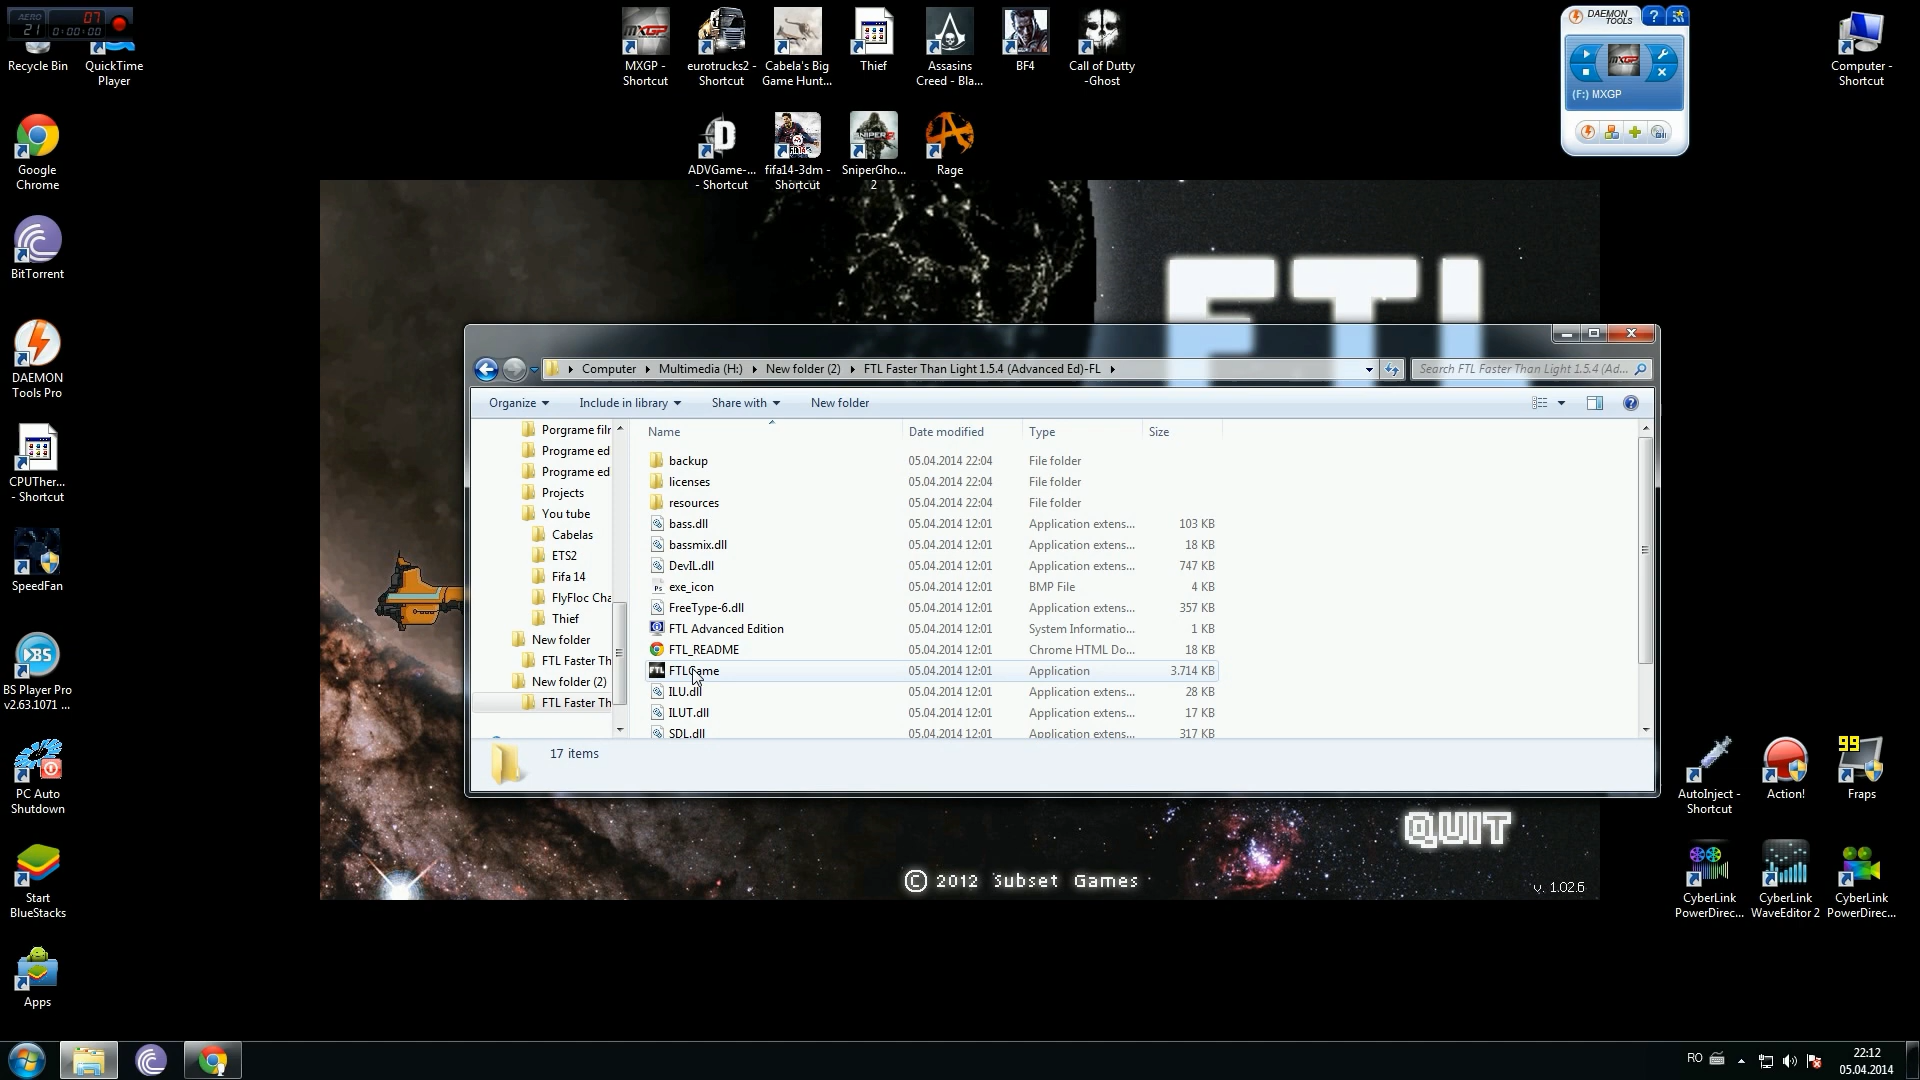 AERO
21
07
0:00:00
Recycle Bin
QuickTime
Player
Google
Chrome
BitTorrent
DAEMON
Tools Pro
CPUTher...
- Shortcut
SpeedFan
BS Player Pro
v2.63.1071 ...
PC Auto
Shutdown
Start
BlueStacks
Apps
MXGP -
Shortcut
eurotrucks2 -
Shortcut
Cabela's Big
Game Hunt...
Thief
Assasins
Creed - Bla...
BF4
Call of Dutty
-Ghost
ADVGame-...
- Shortcut
fifa14-3dm -
Shortcut
SniperGho...
2
Rage
DAEMON
TOOLS
(F:) MXGP
Computer -
Shortcut
FTL
Computer
Multimedia (H:)
New folder (2)
FTL Faster Than Light 1.5.4 (Advanced Ed)-FL
Search FTL Faster Than Light 1.5.4 (Ad...
Organize
Include in library
Share with
New folder
Porgrame filr
Programe ed
Programe ed
Projects
You tube
Cabelas
ETS2
Fifa 14
FlyFloc Cha
Thief
New folder
FTL Faster Th
New folder (2)
FTL Faster Th
Name Date modified Type Size
backup 05.04.2014 22:04 File folder
licenses 05.04.2014 22:04 File folder
resources 05.04.2014 22:04 File folder
bass.dll 05.04.2014 12:01 Application extens... 103 KB
bassmix.dll 05.04.2014 12:01 Application extens... 18 KB
DevIL.dll 05.04.2014 12:01 Application extens... 747 KB
exe_icon 05.04.2014 12:01 BMP File 4 KB
FreeType-6.dll 05.04.2014 12:01 Application extens... 357 KB
FTL Advanced Edition 05.04.2014 12:01 System Informatio... 1 KB
FTL_README 05.04.2014 12:01 Chrome HTML Do... 18 KB
FTLGame 05.04.2014 12:01 Application 3.714 KB
ILU.dll 05.04.2014 12:01 Application extens... 28 KB
ILUT.dll 05.04.2014 12:01 Application extens... 17 KB
SDL.dll 05.04.2014 12:01 Application extens... 317 KB
17 items
QUIT
© 2012 Subset Games
v. 1.02.6
AutoInject -
Shortcut
Action!
99
Fraps
CyberLink
PowerDirec...
CyberLink
WaveEditor 2
CyberLink
PowerDirec...
RO
22:12
05.04.2014